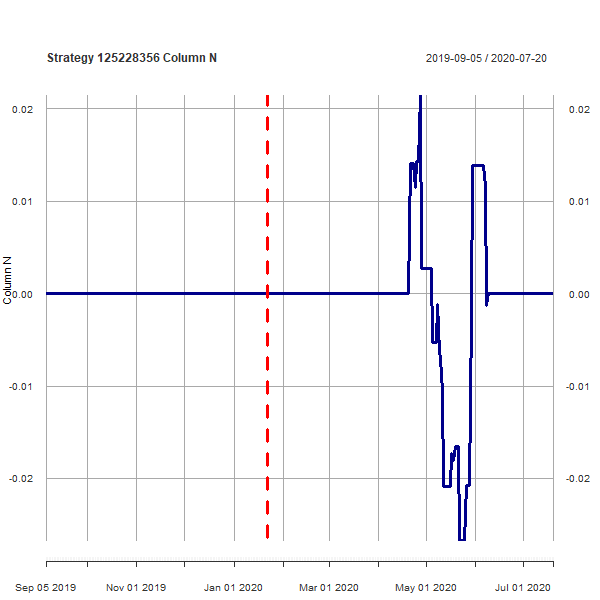 Strategy 125228356 Column N
2019-09-05 / 2020-07-20
0.02
0.02
0.01
0.01
Column N
0.00
0.00
-0.01
-0.01
-0.02
-0.02
Sep 05 2019
Nov 01 2019
Jan 01 2020
Mar 01 2020
May 01 2020
Jul 01 2020